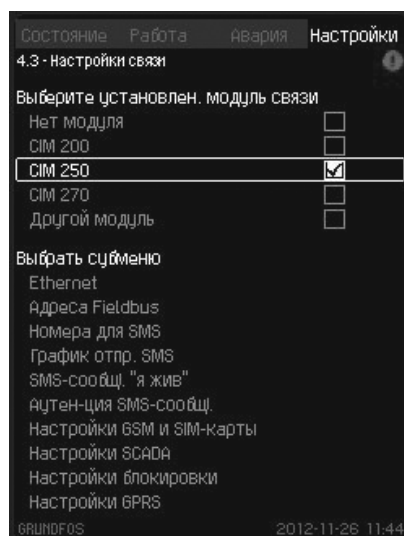 Состояние Работа Авария Настройки
4.3 - Настройки связи
Выберите установлен. модуль связи
Нет модуля
CIM 200
CIM 250
CIM 270
Другой модуль
Выбрать субменю
Ethernet
Адреса Fieldbus
Номера для SMS
График отпр. SMS
SMS-сообщ. "я жив"
Аутен-ция SMS-сообщ.
Настройки GSM и SIM-карты
Настройки SCADA
Настройки блокировки
Настройки GPRS
GRUNDFOS 2012-11-26 11:44